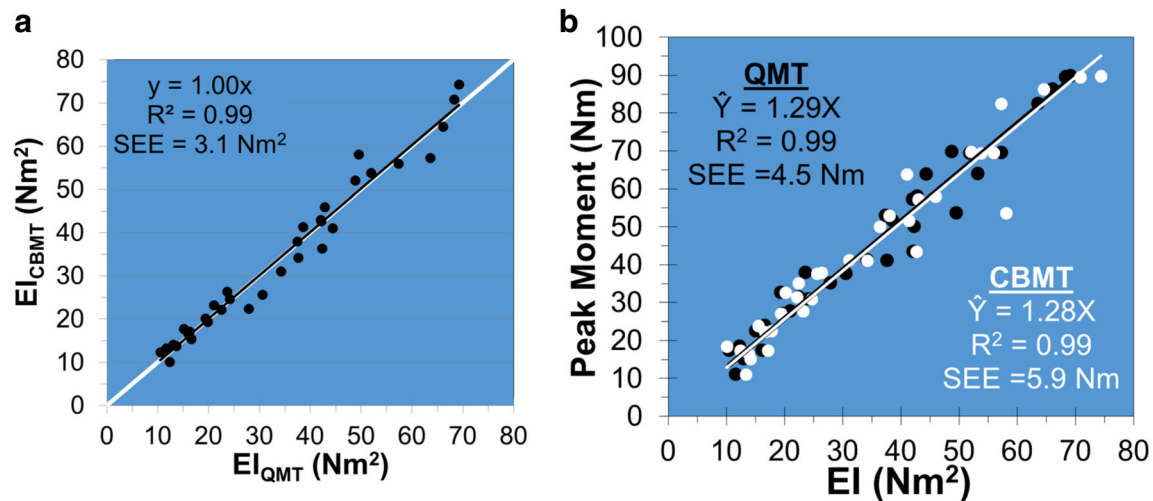 a
80
70
60
50
40
30
20
10
0
EI_CBMT (Nm²)
y = 1.00x
R² = 0.99
SEE = 3.1 Nm²
0 10 20 30 40 50 60 70 80
EI_QMT (Nm²)
b
100
90
80
70
60
50
40
30
20
10
0
Peak Moment (Nm)
QMT
Ŷ = 1.29X
R² = 0.99
SEE =4.5 Nm
CBMT
Ŷ = 1.28X
R² = 0.99
SEE =5.9 Nm
0 10 20 30 40 50 60 70 80
EI (Nm²)